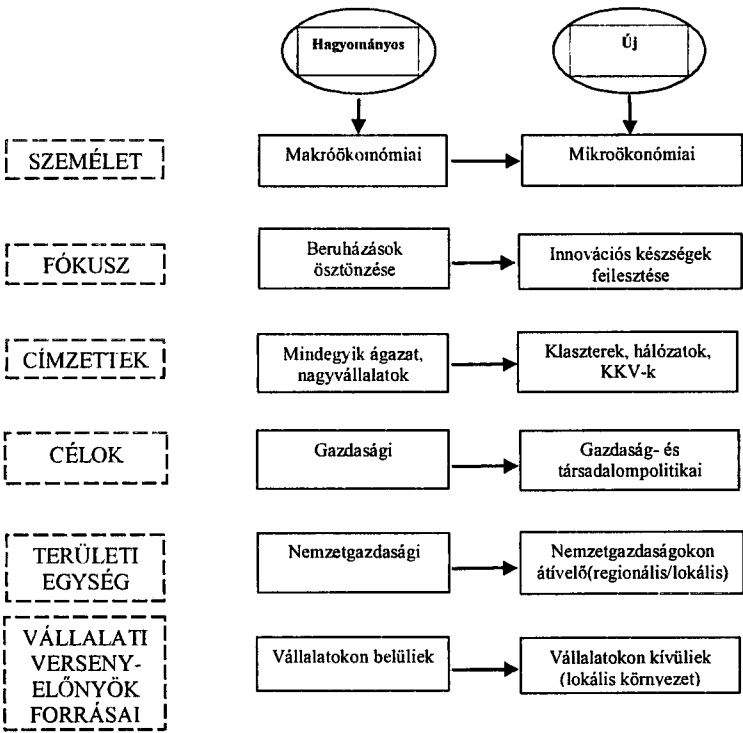 Hagyományos
Új
SZEMÉLET
Makróökonómiai
Mikroökonómiai
FÓKUSZ
Beruházások
ösztönzése
Innovációs készségek
fejlesztése
CÍMZETTEK
Mindegyik ágazat,
nagyvállalatok
Klaszterek, hálózatok,
KKV-k
CÉLOK
Gazdasági
Gazdaság- és
társadalompolitikai
TERÜLETI
EGYSÉG
Nemzetgazdasági
Nemzetgazdaságokon
átívelő(regionális/lokális)
VÁLLALATI
VERSENY-
ELŐNYÖK
FORRÁSAI
Vállalatokon belüliek
Vállalatokon kívüliek
(lokális környezet)